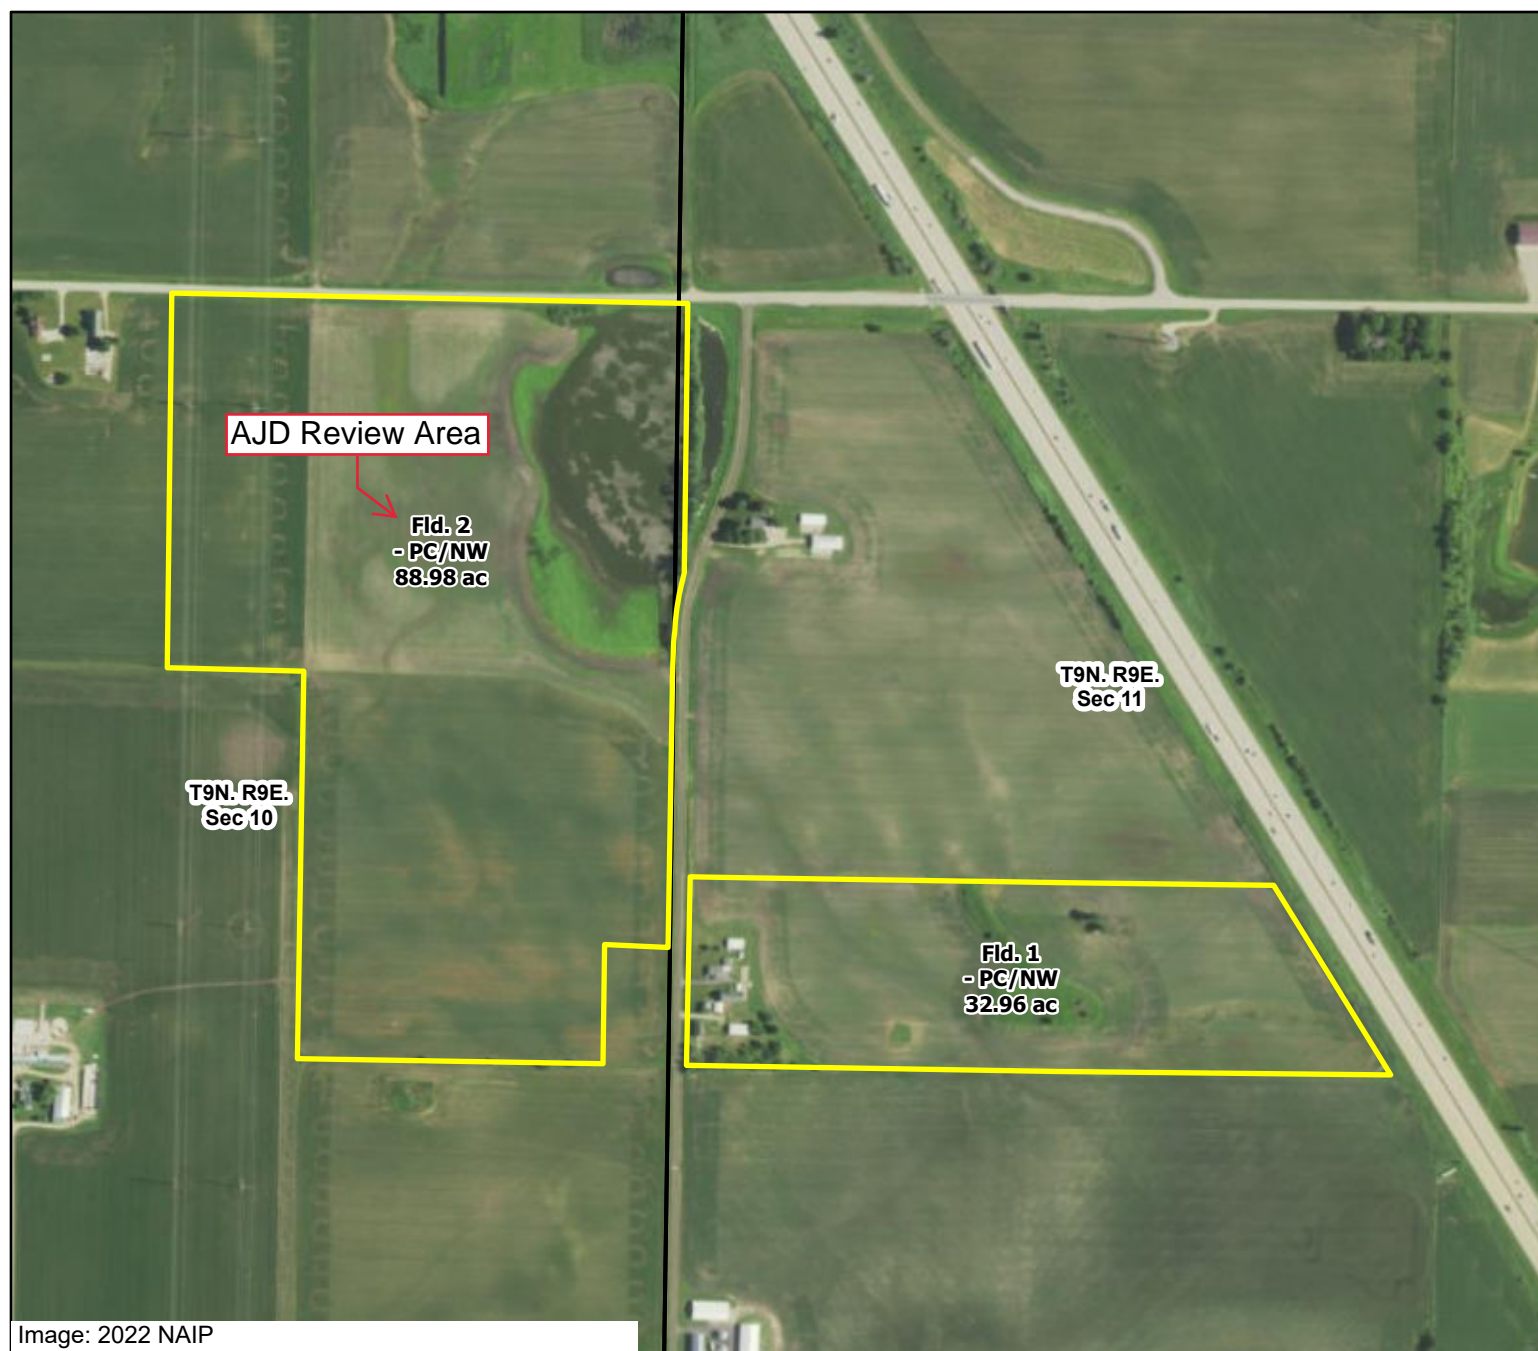 AJD Review Area
Fld. 2
- PC/NW
88.98 ac
T9N. R9E.
Sec 11
T9N. R9E.
Sec 10
Fld. 1
- PC/NW
32.96 ac
Image: 2022 NAIP